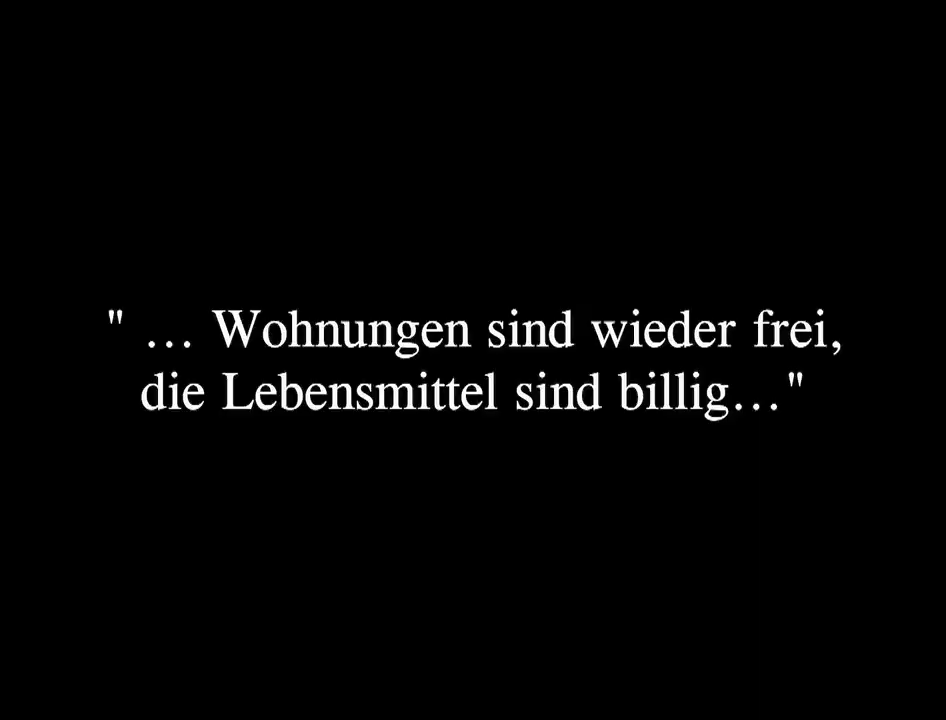 " … Wohnungen sind wieder frei,
die Lebensmittel sind billig…"